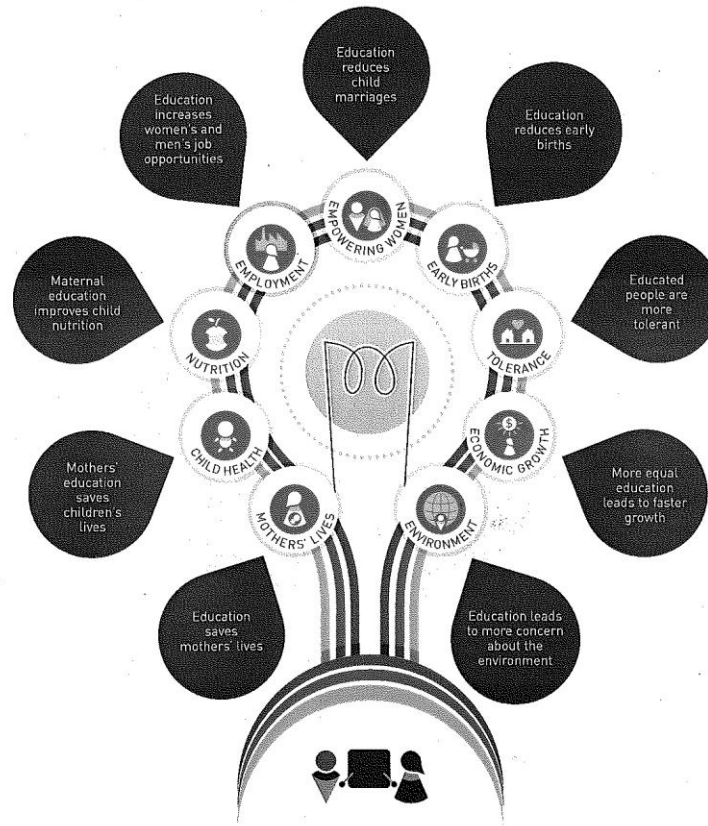 Education
reduces
child
marriages
Education
increases
women's and
men's job
opportunities
Education
reduces early
births
EMPOWERING WOMEN
EMPLOYMENT
EARLY BIRTHS
Maternal
education
improves child
nutrition
Educated
people are
more
tolerant
NUTRITION
TOLERANCE
CHILD HEALTH
ECONOMIC GROWTH
$
Mothers'
education
saves
children's
lives
More equal
education
leads to faster
growth
MOTHERS' LIVES
ENVIRONMENT
Education
saves
mothers' lives
Education leads
to more concern
about the
environment